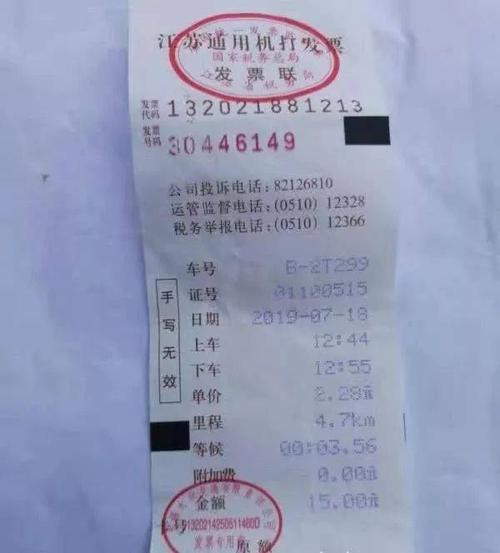 江苏通用机打发票
国家税务总局
发票联
发票代码 132021881213
发票号码 30446149
公司投诉电话:82126810
运管监督电话:(0510) 12328
税务举报电话:(0510) 12366
手写无效
车号 B-2T299
证号 01100515
日期 2019-07-18
上车 12:44
下车 12:55
单价 2.28元
里程 4.7km
等候 00:03.56
附加费 0.00元
金额 15.00元
卡号
原额
发票专用章